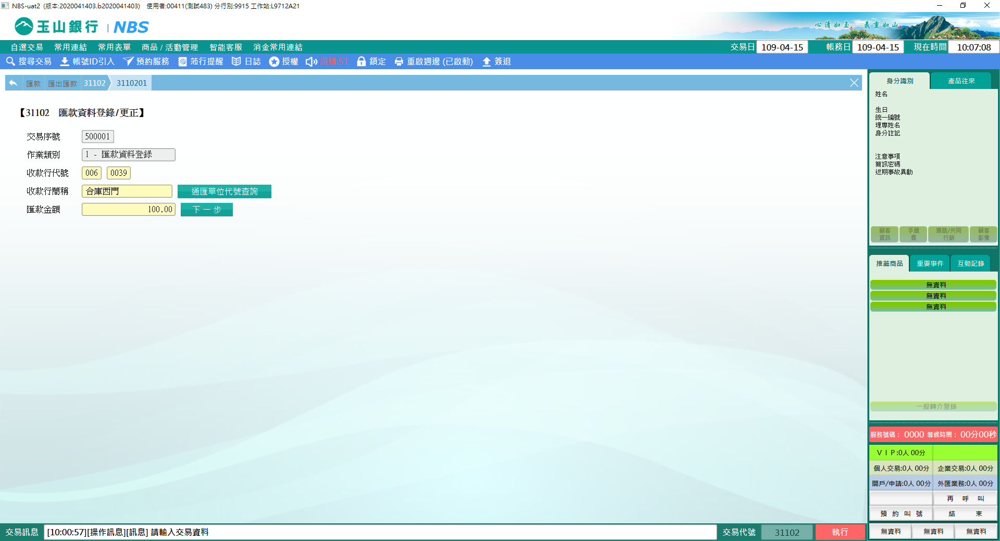 NBS-uat2 (版本:2020041403.b2020041403) 使用者:00411(測試483) 分行別:9915 工作站:L9712A21
玉山銀行 | NBS
心清如玉 義重如山
自選交易 常用連結 常用表單 商品 / 活動管理 智能客服 消金常用連結 交易日 109-04-15 帳務日 109-04-15 現在時間 10:07:08
搜尋交易 帳號ID引入 預約服務 蒞行提醒 日誌 授權 廣播:51 鎖定 重啟週邊 (已啟動) 簽退
匯款 匯出匯款 31102 3110201
【31102 匯款資料登錄/更正】
交易序號 500001
作業類別 1 - 匯款資料登錄
收款行代號 006 0039
收款行簡稱 合庫西門 通匯單位代號查詢
匯款金額 100.00 下一步
身分識別 產品往來
姓名
生日
統一編號
理專姓名
身分註記
注意事項
簡訊密碼
近期事故異動
顧客資訊 手續費 通路/共同行銷 顧客影像
推薦商品 重要事件 互動記錄
無資料
無資料
無資料
一般轉介登錄
服務號碼： 0000 等候時間： 00分00秒
ＶＩＰ:0人 00分
個人交易:0人 00分 企業交易:0人 00分
開戶/申請:0人 00分 外匯業務:0人 00分
再 呼 叫
預 約 叫 號 結 束
無資料 無資料 無資料
交易訊息 [10:00:57][操作訊息][訊息] 請輸入交易資料 交易代號 31102 執行